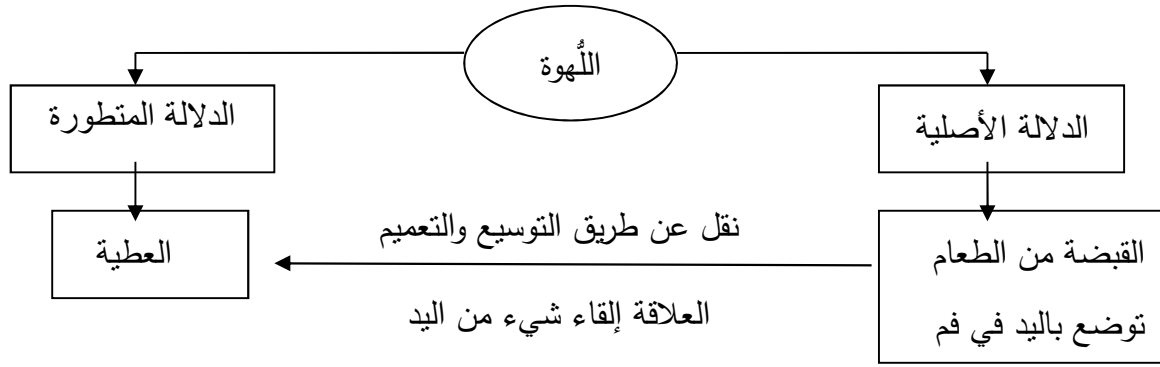 اللُّهوة
الدلالة الأصلية
الدلالة المتطورة
القبضة من الطعام
توضع باليد في فم
نقل عن طريق التوسيع والتعميم
العلاقة إلقاء شيء من اليد
العطية